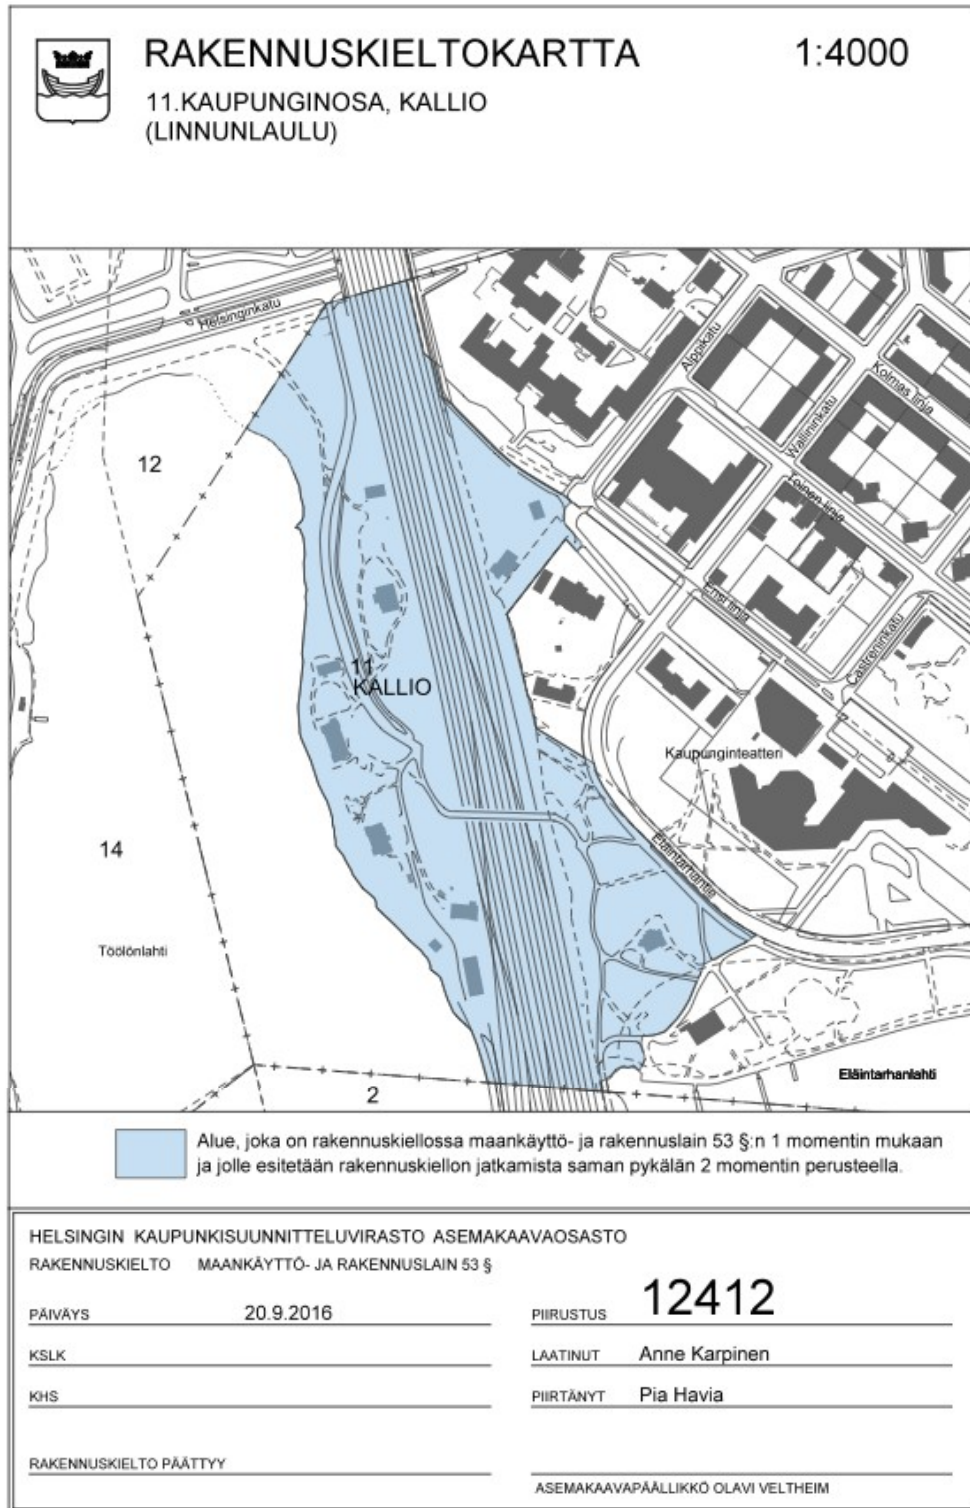 RAKENNUSKIELTOKARTTA 1:4000
11.KAUPUNGINOSA, KALLIO
(LINNUNLAULU)
Helsinginkatu
Alppikatu
Kolmas linja
Wallininkatu
12
Toinen linja
Ensi linja
Castreninkatu
11
KALLIO
Kaupunginteatteri
14
Eläintarhantie
Töölönlahti
Eläintarhanlahti
2
Alue, joka on rakennuskiellossa maankäyttö- ja rakennuslain 53 §:n 1 momentin mukaan
ja jolle esitetään rakennuskiellon jatkamista saman pykälän 2 momentin perusteella.
HELSINGIN KAUPUNKISUUNNITTELUVIRASTO ASEMAKAAVAOSASTO
RAKENNUSKIELTO MAANKÄYTTÖ- JA RAKENNUSLAIN 53 §
PÄIVÄYS 20.9.2016
PIIRUSTUS 12412
KSLK
LAATINUT Anne Karpinen
KHS
PIIRTÄNYT Pia Havia
RAKENNUSKIELTO PÄÄTTYY
ASEMAKAAVAPÄÄLLIKKÖ OLAVI VELTHEIM